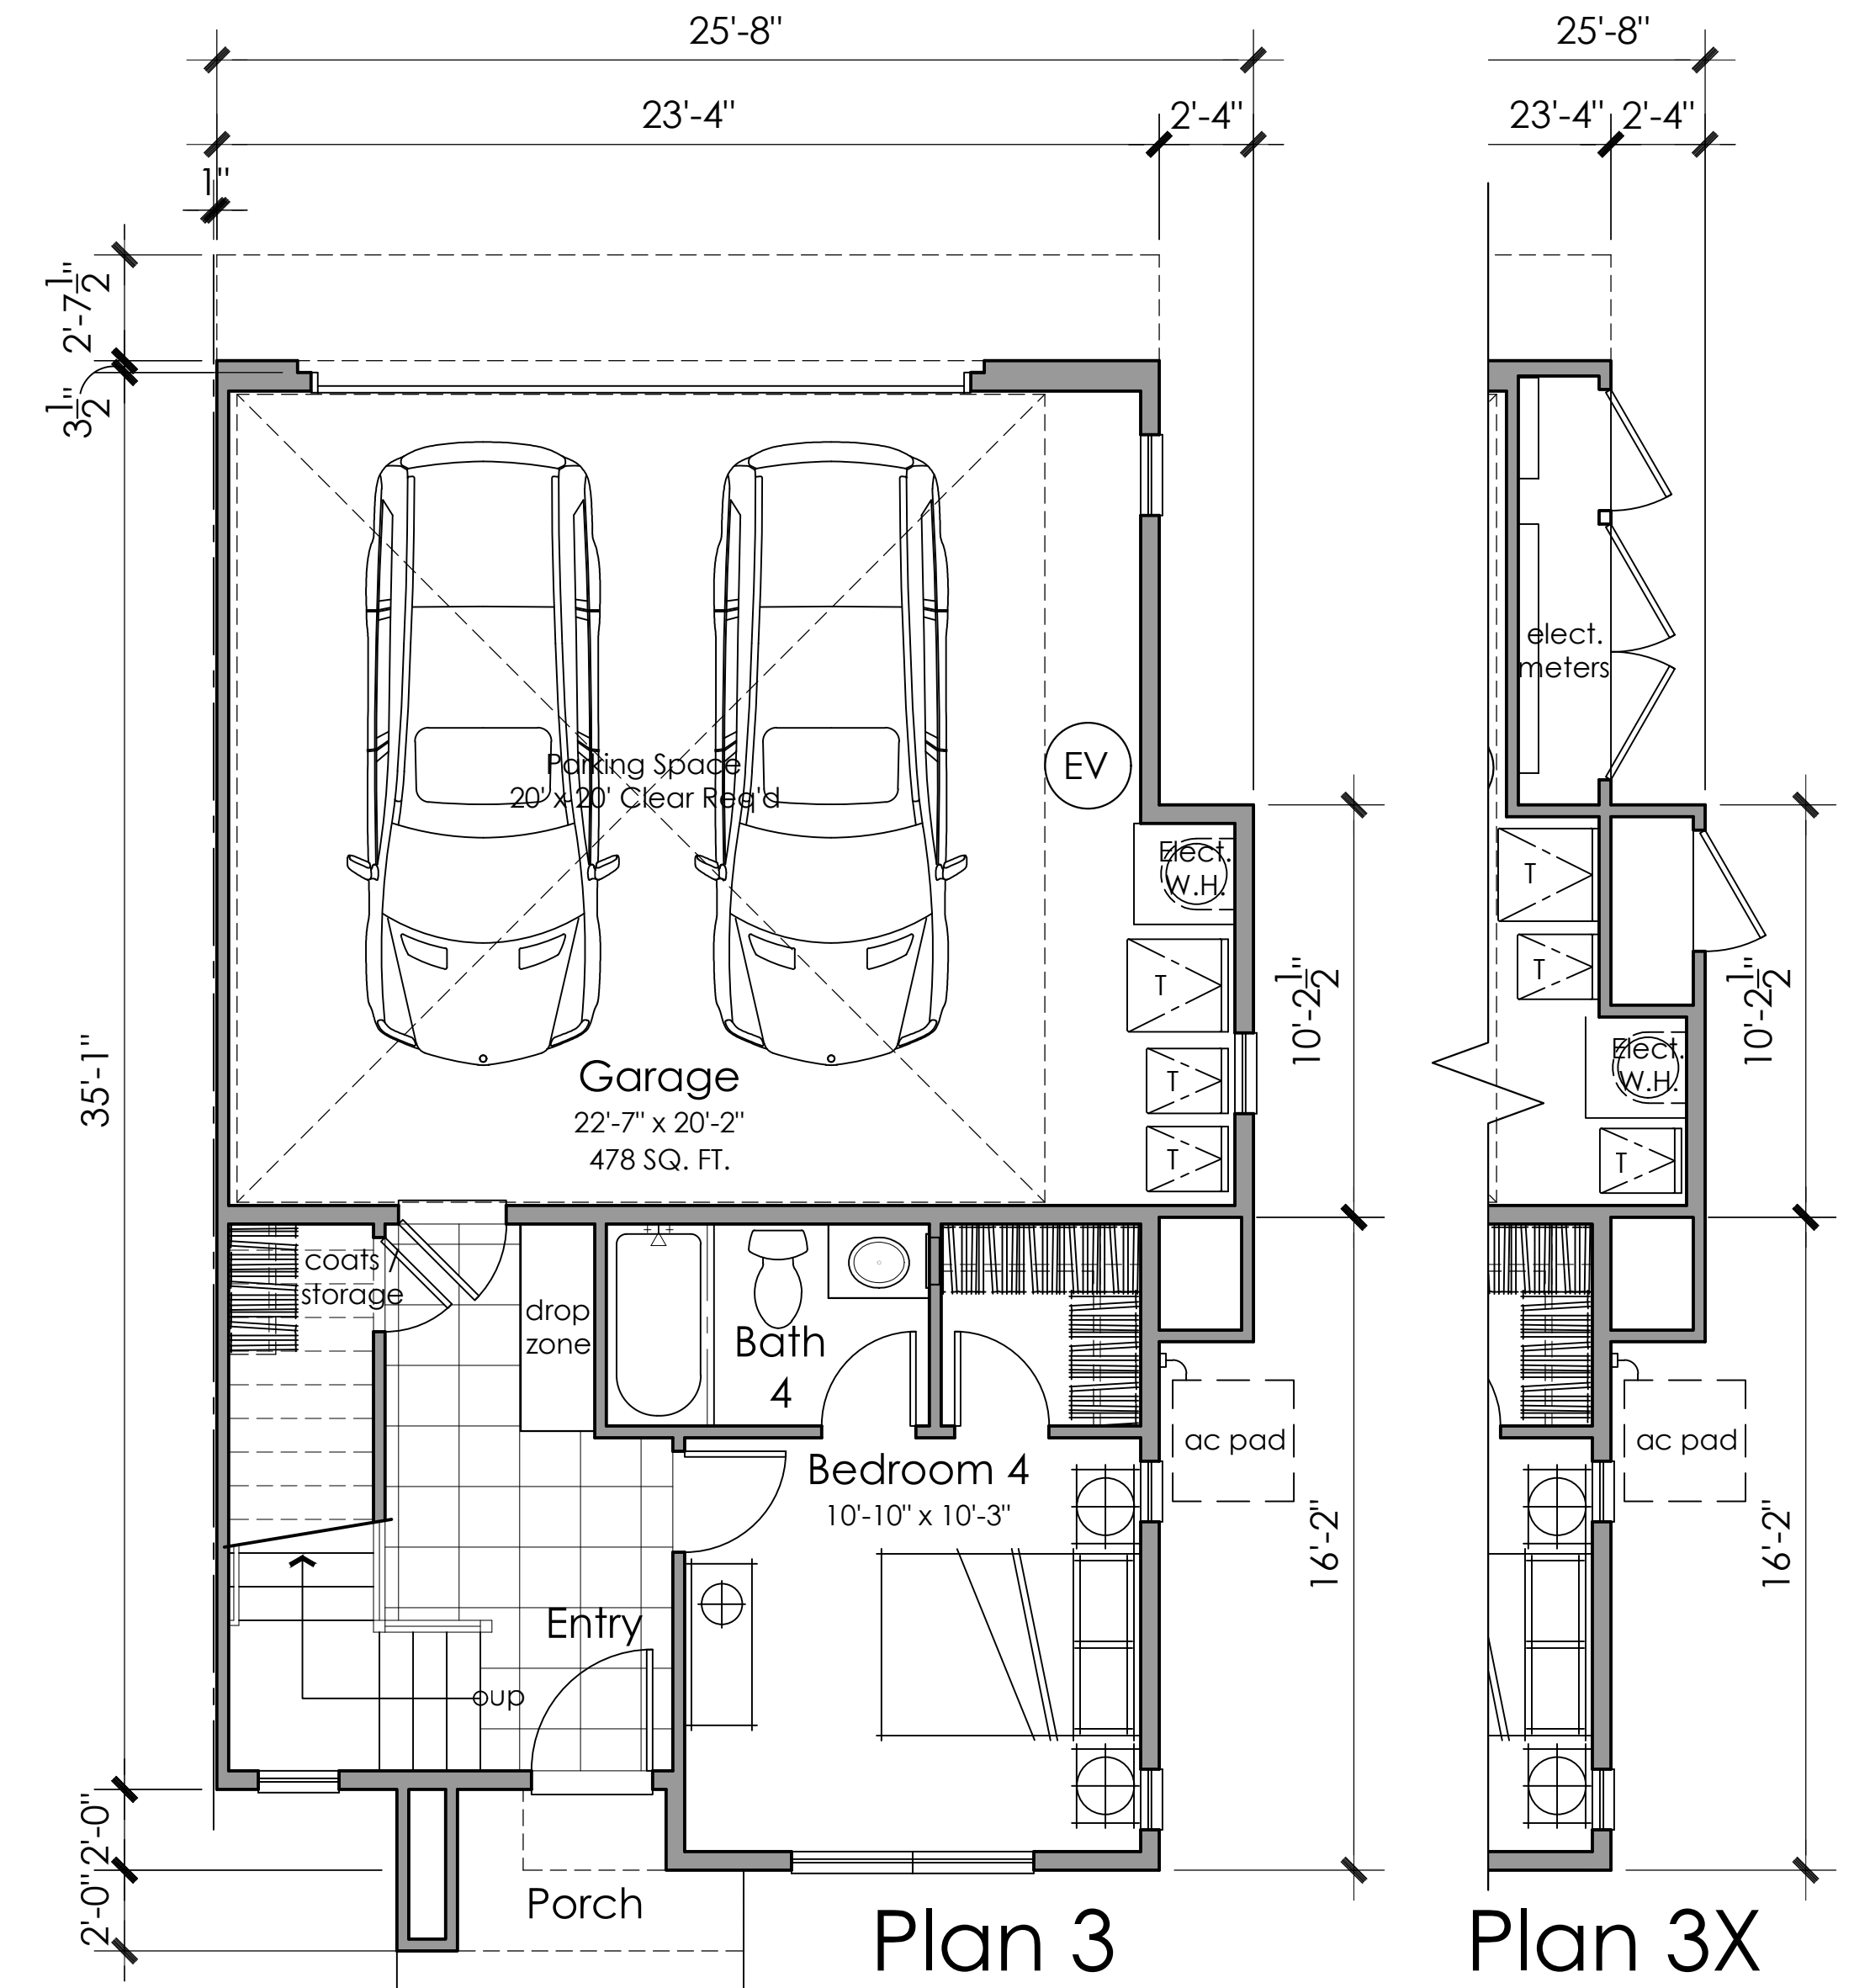 25'-8"
25'-8"
23'-4"
2'-4"
23'-4"
2'-4"
1"
2'-7 1/2"
3 1/2"
elect.
meters
EV
Parking Space
20' x 20' Clear Req'd
Elect.
W.H.
T
T
T
T
T
Elect.
W.H.
T
10'-2 1/2"
10'-2 1/2"
35'-1"
Garage
22'-7" x 20'-2"
478 SQ. FT.
coats /
storage
drop
zone
Bath
4
ac pad
ac pad
Bedroom 4
10'-10" x 10'-3"
16'-2"
16'-2"
Entry
up
2'-0"
2'-0"
Porch
Plan 3
Plan 3X